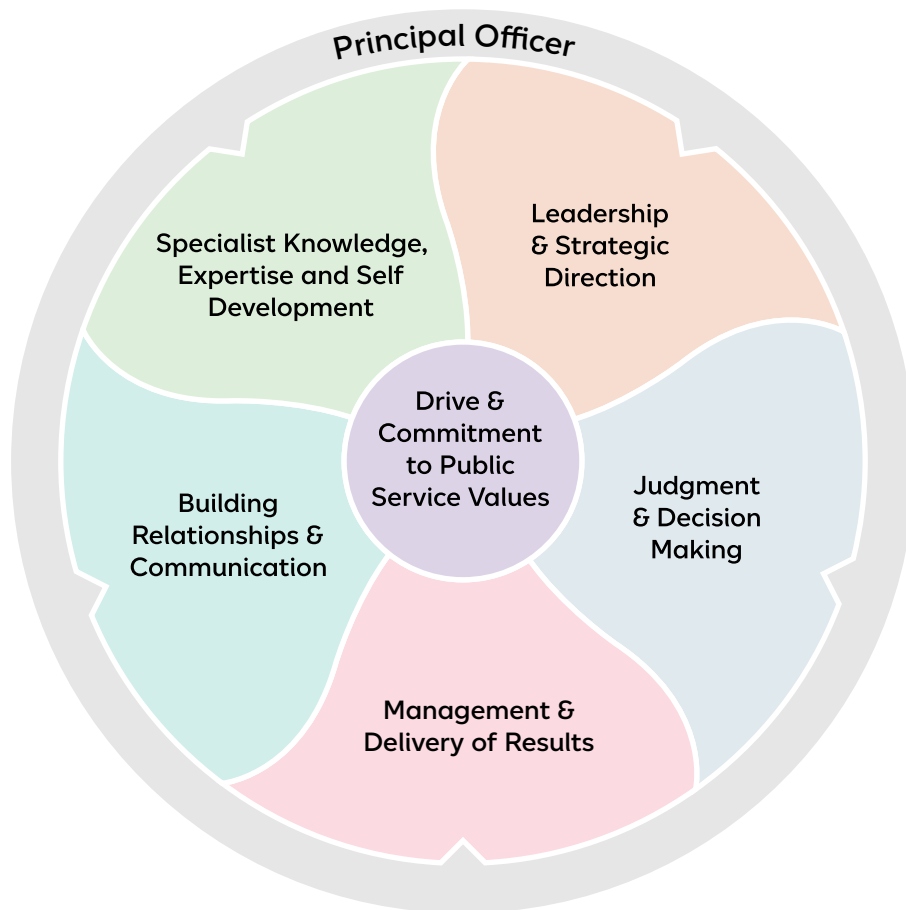 Principal Officer
Leadership
& Strategic
Direction
Specialist Knowledge,
Expertise and Self
Development
Drive &
Commitment
to Public
Service Values
Judgment
& Decision
Making
Building
Relationships &
Communication
Management &
Delivery of Results